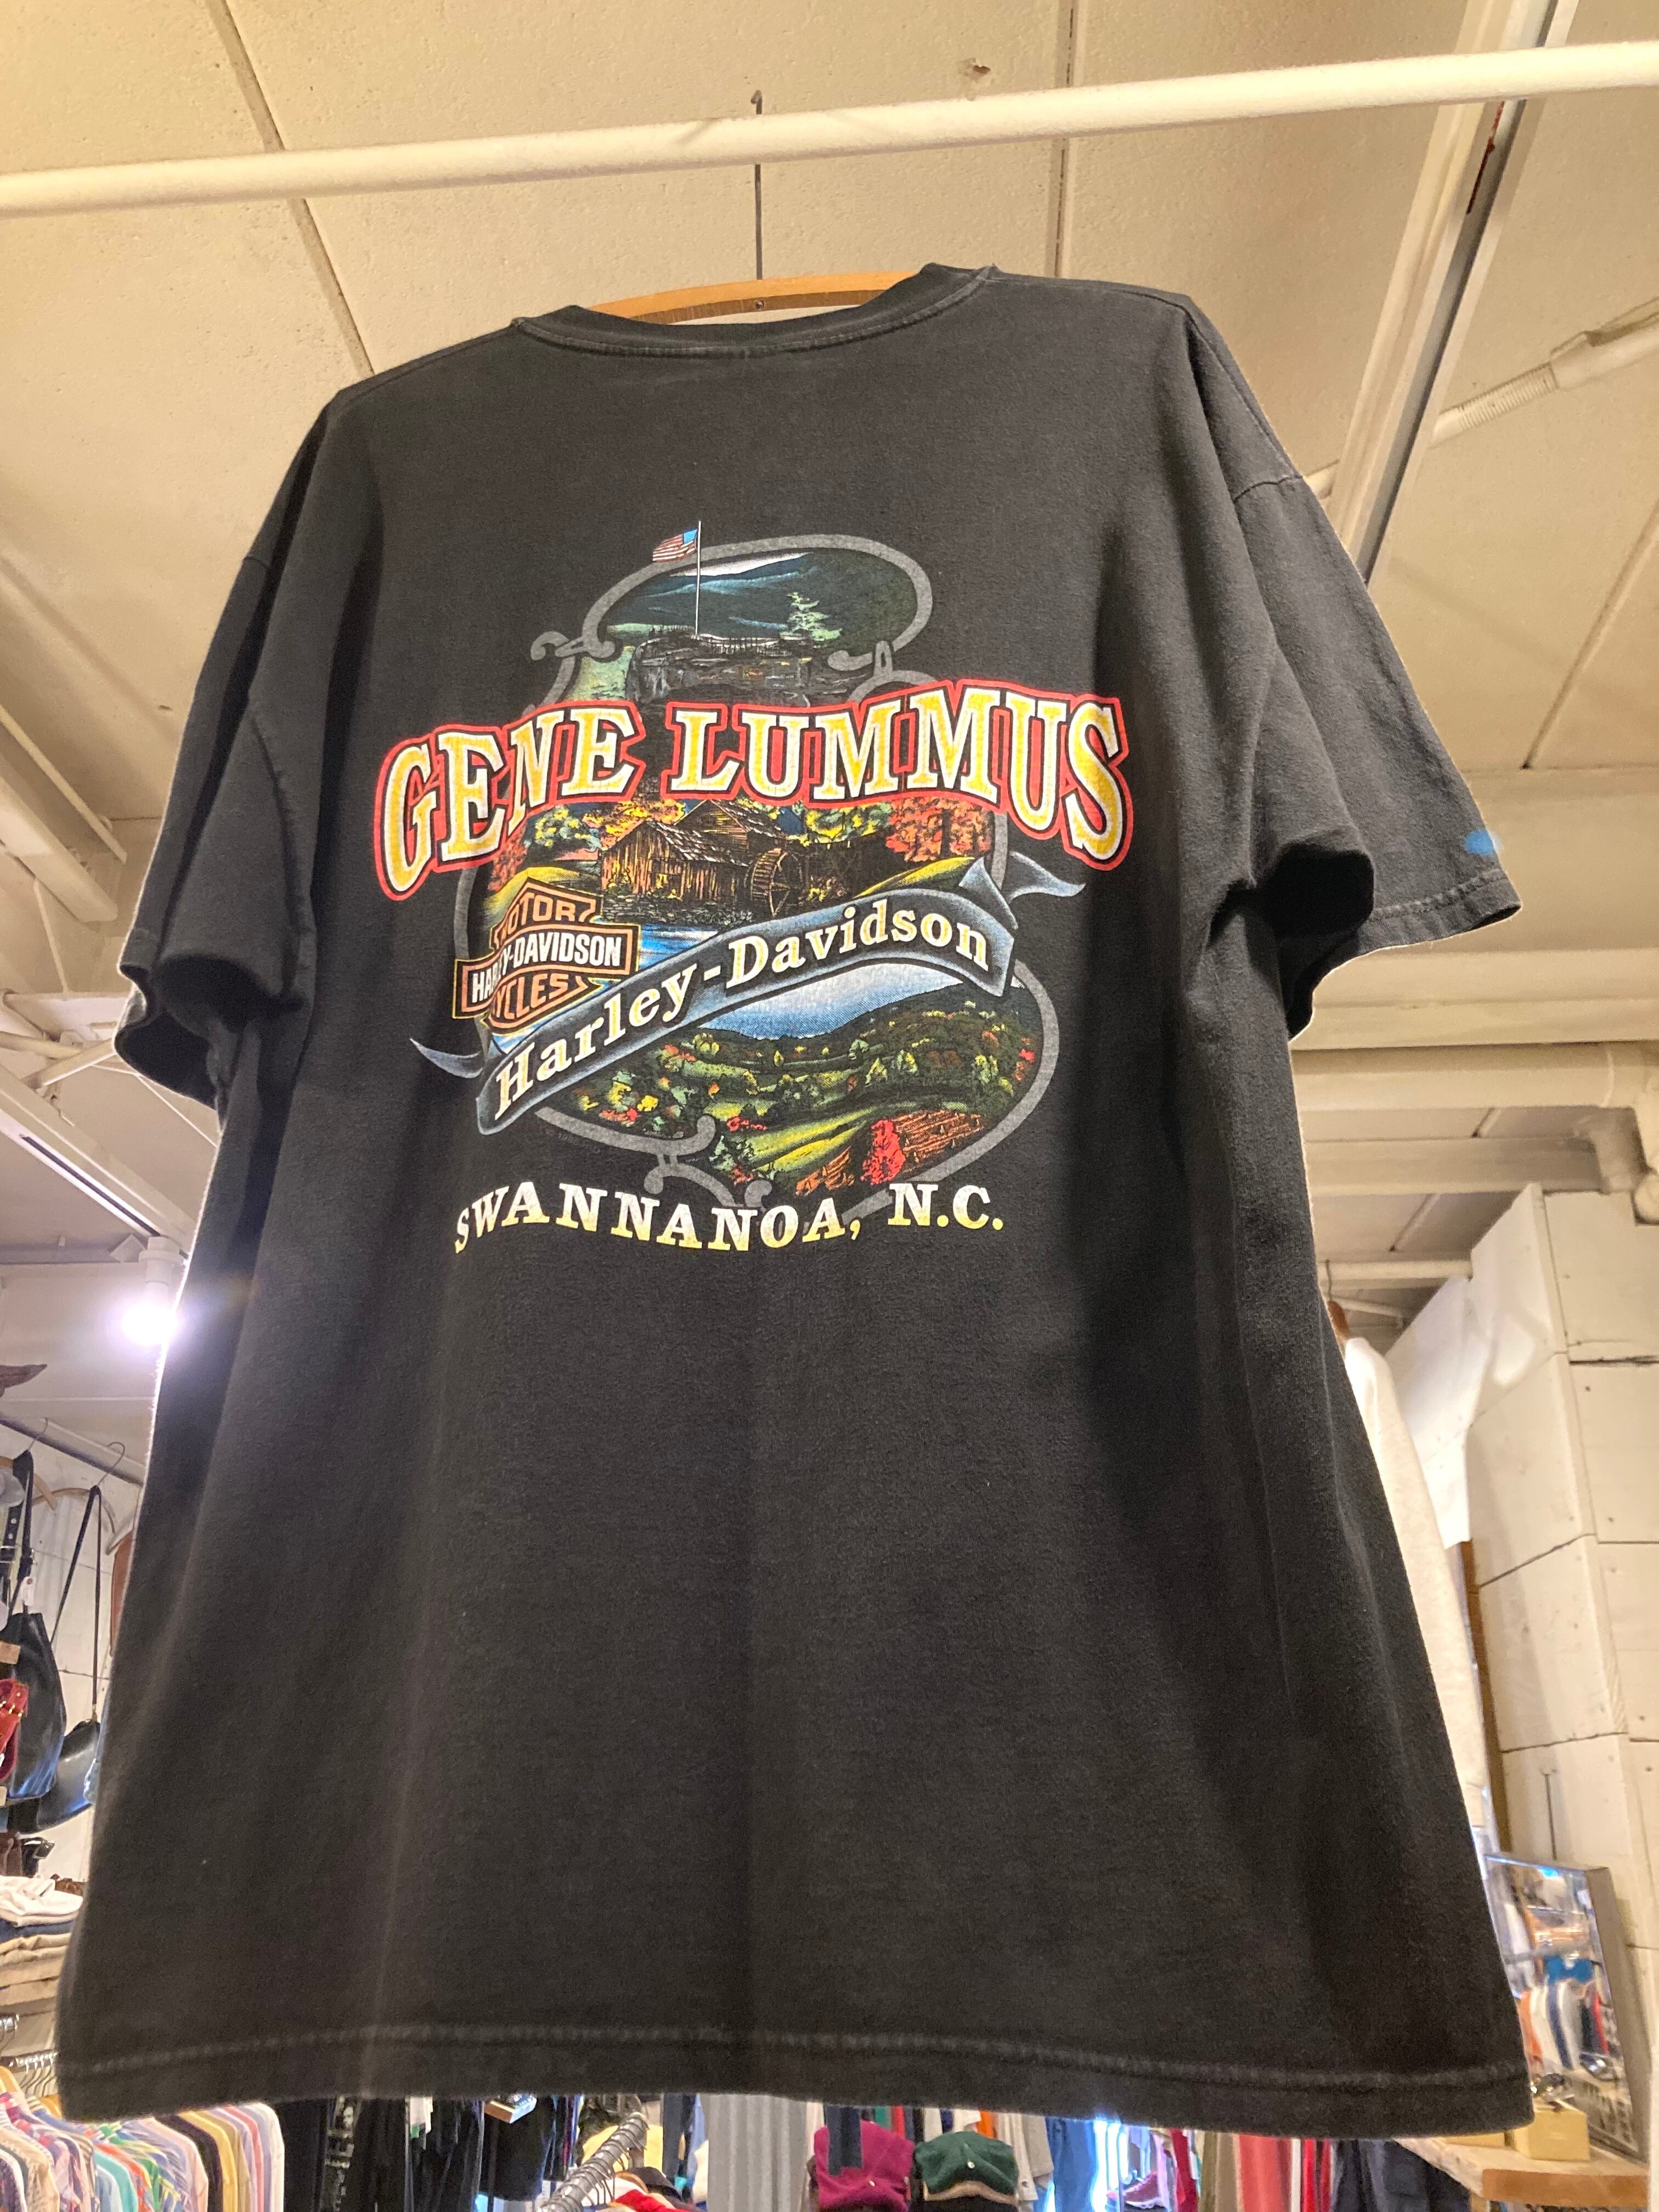 GENE LUMMUS
MOTOR
HARLEY-DAVIDSON
CYCLES
Harley-Davidson
SWANNANOA, N.C.